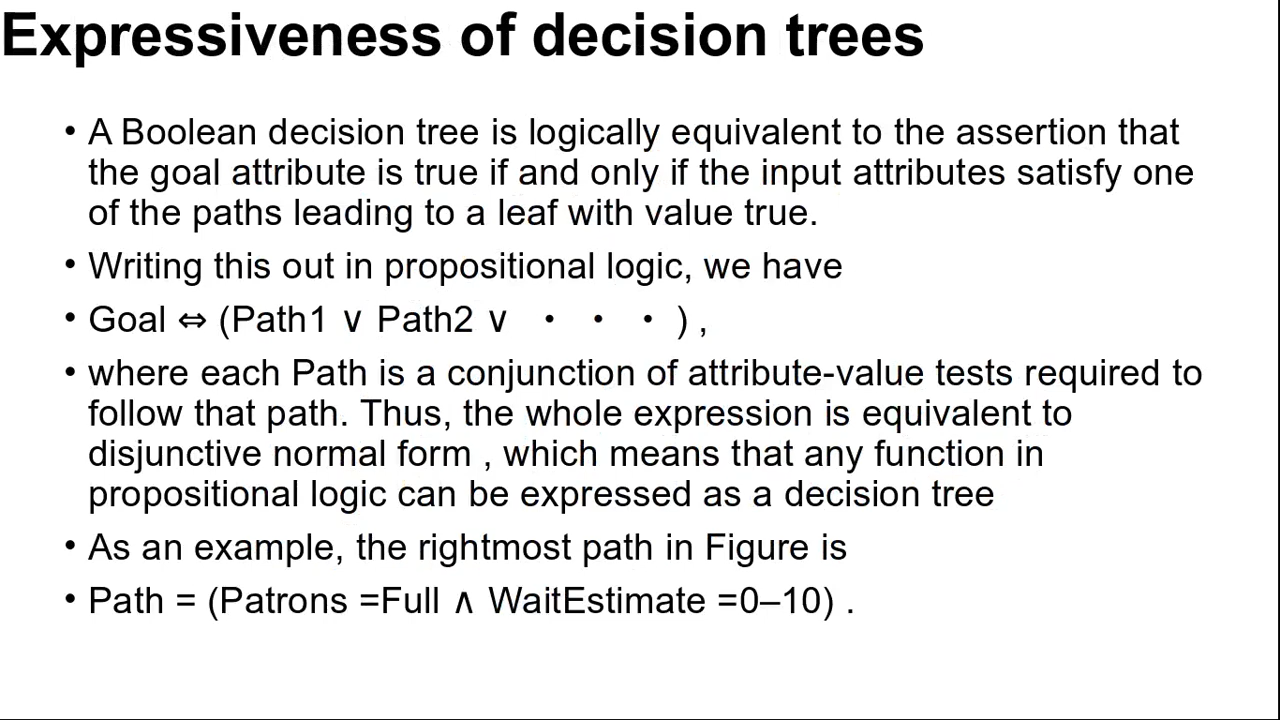 Expressiveness of decision trees
• A Boolean decision tree is logically equivalent to the assertion that
the goal attribute is true if and only if the input attributes satisfy one
of the paths leading to a leaf with value true.
• Writing this out in propositional logic, we have
• Goal ⇔ (Path1 ∨ Path2 ∨ ・ ・ ・ ) ,
• where each Path is a conjunction of attribute-value tests required to
follow that path. Thus, the whole expression is equivalent to
disjunctive normal form , which means that any function in
propositional logic can be expressed as a decision tree
• As an example, the rightmost path in Figure is
• Path = (Patrons =Full ∧ WaitEstimate =0–10) .